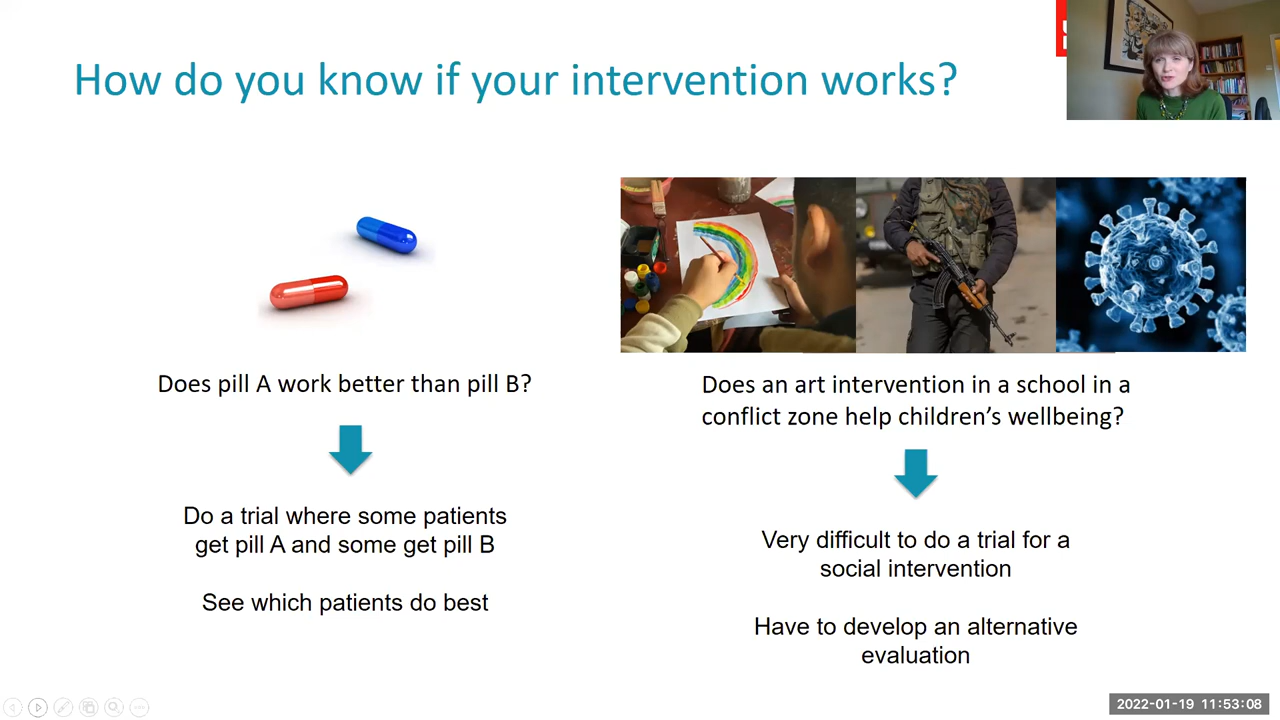 How do you know if your intervention works?
Does pill A work better than pill B?
Do a trial where some patients
get pill A and some get pill B
See which patients do best
Does an art intervention in a school in a
conflict zone help children’s wellbeing?
Very difficult to do a trial for a
social intervention
Have to develop an alternative
evaluation
2022-01-19 11:53:08